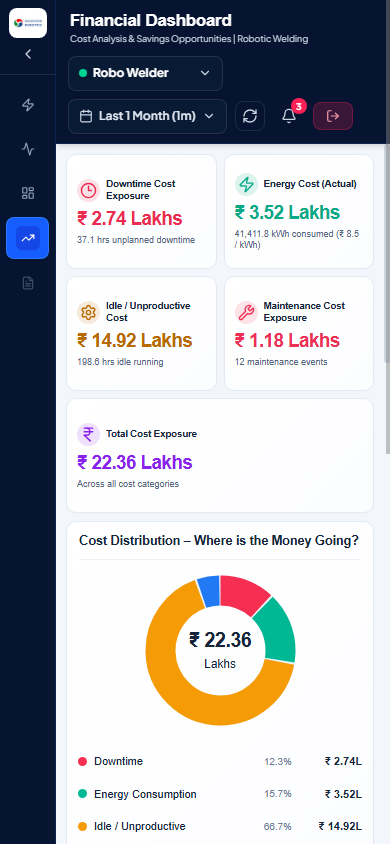 Financial Dashboard
Cost Analysis & Savings Opportunities | Robotic Welding
Robo Welder
Last 1 Month (1m)
3
Downtime Cost
Exposure
₹ 2.74 Lakhs
37.1 hrs unplanned downtime
Energy Cost (Actual)
₹ 3.52 Lakhs
41,411.8 kWh consumed (₹ 8.5
/ kWh)
Idle / Unproductive
Cost
₹ 14.92 Lakhs
198.6 hrs idle running
Maintenance Cost
Exposure
₹ 1.18 Lakhs
12 maintenance events
Total Cost Exposure
₹ 22.36 Lakhs
Across all cost categories
Cost Distribution – Where is the Money Going?
₹ 22.36
Lakhs
Downtime 12.3% ₹ 2.74L
Energy Consumption 15.7% ₹ 3.52L
Idle / Unproductive 66.7% ₹ 14.92L